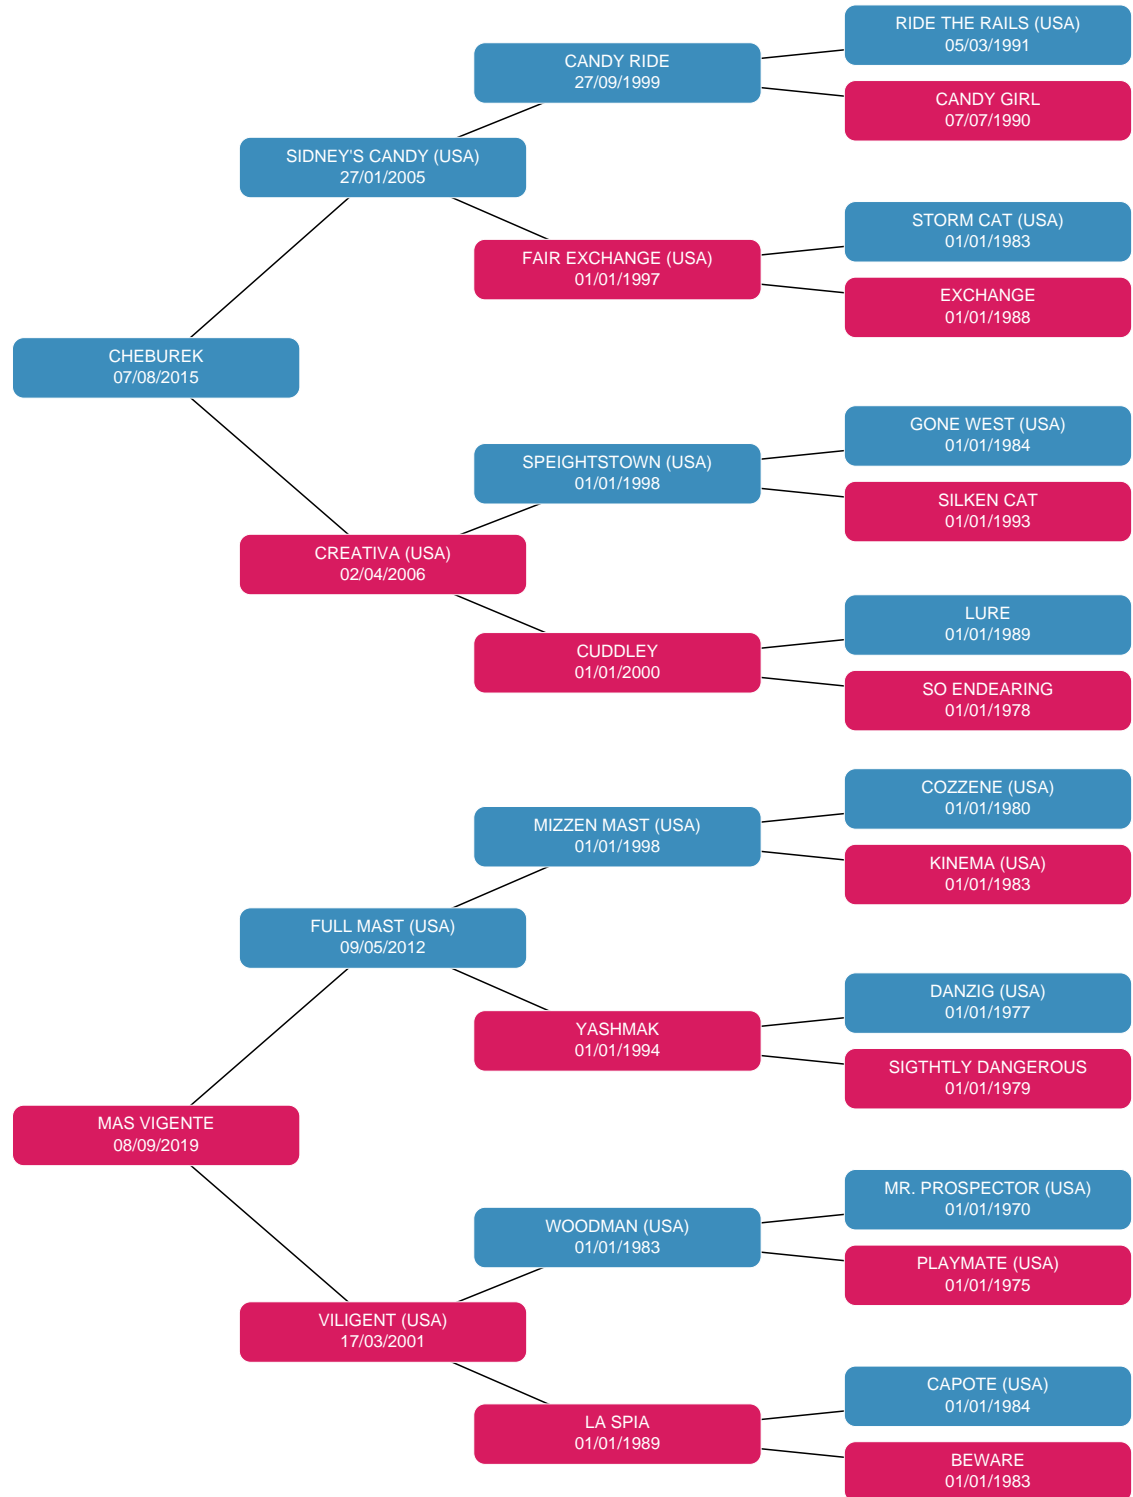 RIDE THE RAILS (USA)
05/03/1991
CANDY RIDE
27/09/1999
CANDY GIRL
07/07/1990
SIDNEY'S CANDY (USA)
27/01/2005
STORM CAT (USA)
01/01/1983
FAIR EXCHANGE (USA)
01/01/1997
EXCHANGE
01/01/1988
CHEBUREK
07/08/2015
GONE WEST (USA)
01/01/1984
SPEIGHTSTOWN (USA)
01/01/1998
SILKEN CAT
01/01/1993
CREATIVA (USA)
02/04/2006
LURE
01/01/1989
CUDDLEY
01/01/2000
SO ENDEARING
01/01/1978
COZZENE (USA)
01/01/1980
MIZZEN MAST (USA)
01/01/1998
KINEMA (USA)
01/01/1983
FULL MAST (USA)
09/05/2012
DANZIG (USA)
01/01/1977
YASHMAK
01/01/1994
SIGTHTLY DANGEROUS
01/01/1979
MAS VIGENTE
08/09/2019
MR. PROSPECTOR (USA)
01/01/1970
WOODMAN (USA)
01/01/1983
PLAYMATE (USA)
01/01/1975
VILIGENT (USA)
17/03/2001
CAPOTE (USA)
01/01/1984
LA SPIA
01/01/1989
BEWARE
01/01/1983